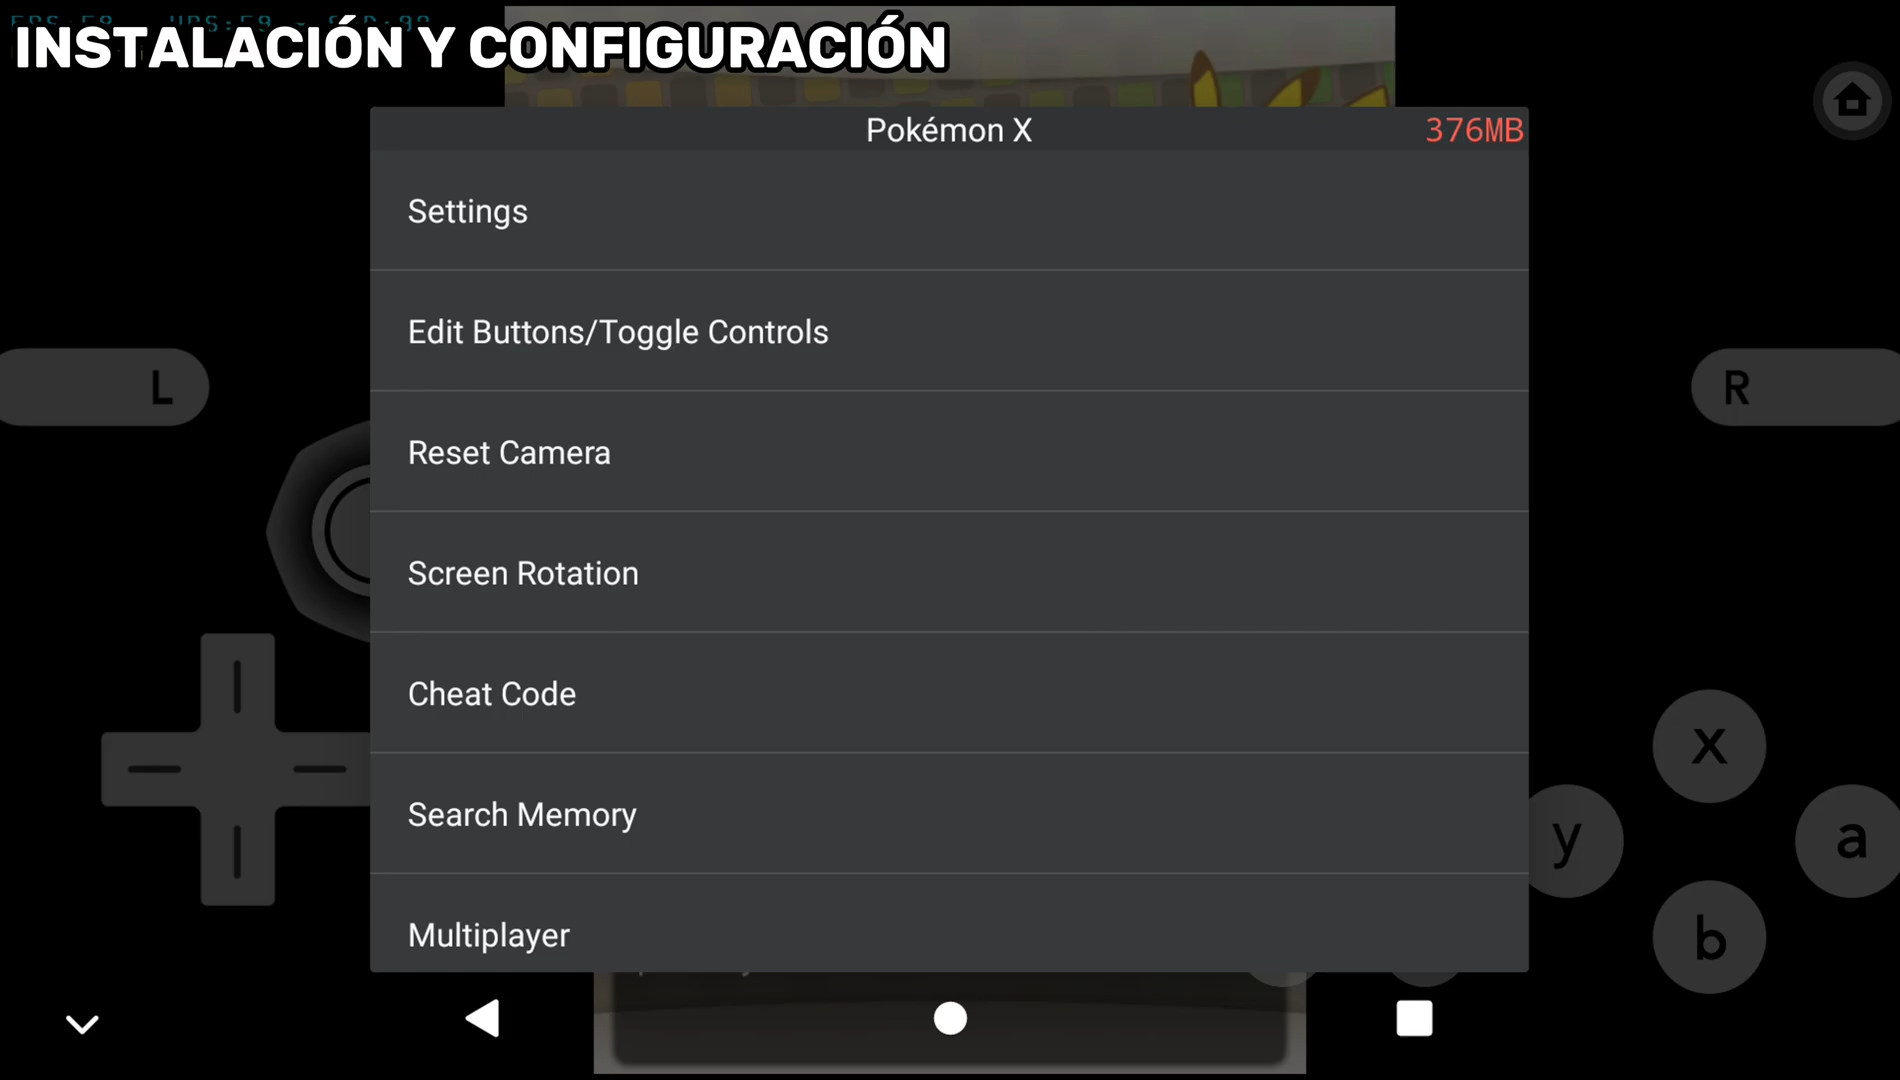 INSTALACIÓN Y CONFIGURACIÓN
Pokémon X
376MB
Settings
Edit Buttons/Toggle Controls
L
R
Reset Camera
Screen Rotation
Cheat Code
x
Search Memory
y
a
Multiplayer
b